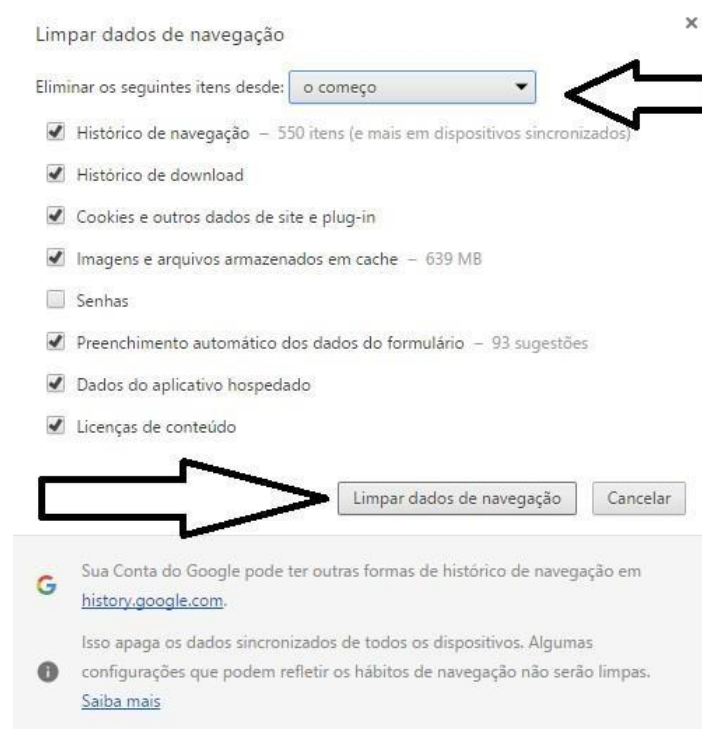 Limpar dados de navegação
Eliminar os seguintes itens desde: o começo
Histórico de navegação – 550 itens (e mais em dispositivos sincronizados)
Histórico de download
Cookies e outros dados de site e plug-in
Imagens e arquivos armazenados em cache – 639 MB
Senhas
Preenchimento automático dos dados do formulário – 93 sugestões
Dados do aplicativo hospedado
Licenças de conteúdo
Limpar dados de navegação Cancelar
Sua Conta do Google pode ter outras formas de histórico de navegação em
history.google.com.
Isso apaga os dados sincronizados de todos os dispositivos. Algumas
configurações que podem refletir os hábitos de navegação não serão limpas.
Saiba mais